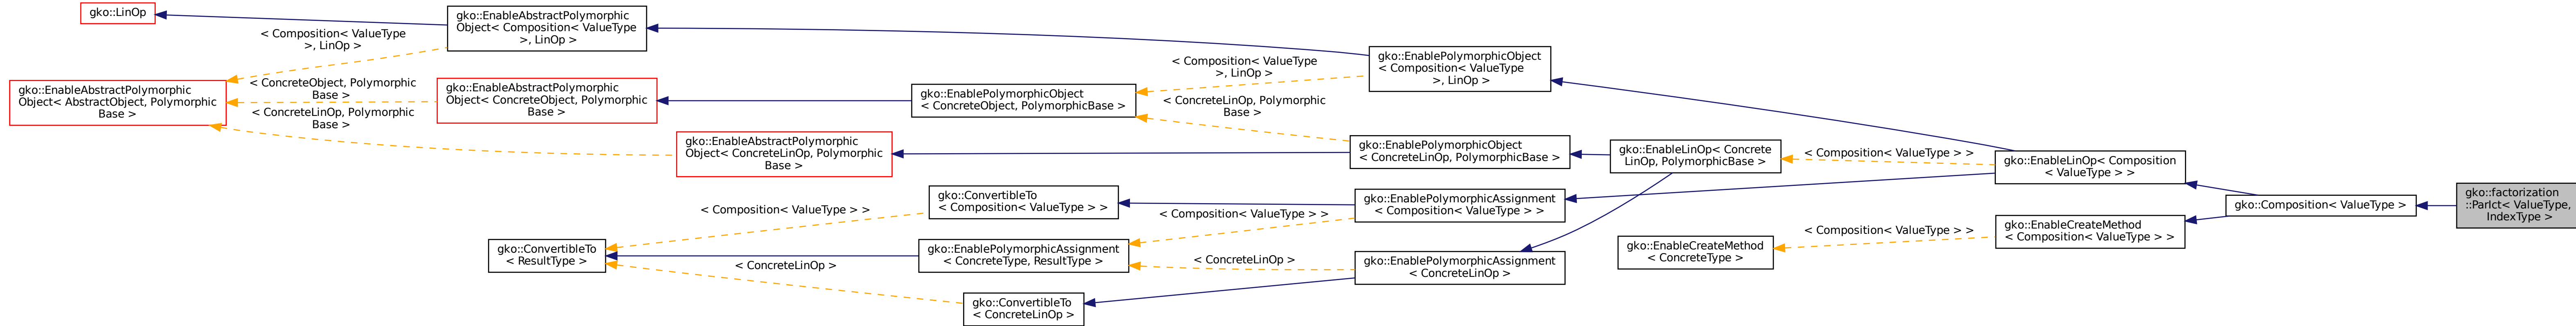 gko::LinOp
gko::EnableAbstractPolymorphic
Object< Composition< ValueType
>, LinOp >
< Composition< ValueType
>, LinOp >
gko::EnableAbstractPolymorphic
Object< AbstractObject, Polymorphic
Base >
< ConcreteObject, Polymorphic
Base >
< ConcreteLinOp, Polymorphic
Base >
gko::EnableAbstractPolymorphic
Object< ConcreteObject, Polymorphic
Base >
gko::EnableAbstractPolymorphic
Object< ConcreteLinOp, Polymorphic
Base >
gko::EnablePolymorphicObject
< ConcreteObject, PolymorphicBase >
< Composition< ValueType
>, LinOp >
< ConcreteLinOp, Polymorphic
Base >
gko::EnablePolymorphicObject
< Composition< ValueType
>, LinOp >
gko::EnablePolymorphicObject
< ConcreteLinOp, PolymorphicBase >
gko::EnableLinOp< Concrete
LinOp, PolymorphicBase >
< Composition< ValueType > >
gko::EnableLinOp< Composition
< ValueType > >
gko::ConvertibleTo
< ResultType >
< Composition< ValueType > >
gko::ConvertibleTo
< Composition< ValueType > >
< Composition< ValueType > >
gko::EnablePolymorphicAssignment
< Composition< ValueType > >
gko::EnablePolymorphicAssignment
< ConcreteType, ResultType >
< ConcreteLinOp >
< ConcreteLinOp >
gko::EnablePolymorphicAssignment
< ConcreteLinOp >
gko::ConvertibleTo
< ConcreteLinOp >
gko::EnableCreateMethod
< ConcreteType >
< Composition< ValueType > >
gko::EnableCreateMethod
< Composition< ValueType > >
gko::Composition< ValueType >
gko::factorization
::ParIct< ValueType,
IndexType >